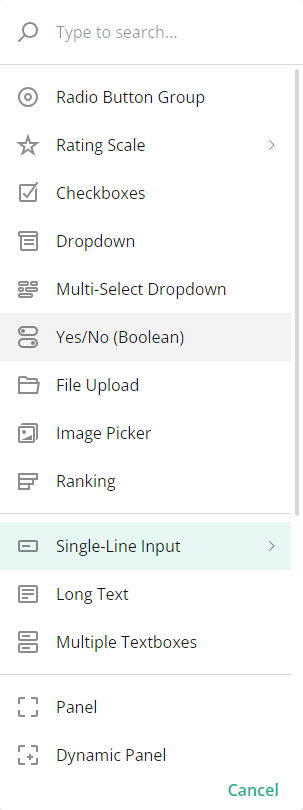 Type to search...
Radio Button Group
Rating Scale
Checkboxes
Dropdown
Multi-Select Dropdown
Yes/No (Boolean)
File Upload
Image Picker
Ranking
Single-Line Input
Long Text
Multiple Textboxes
Panel
Dynamic Panel
Cancel